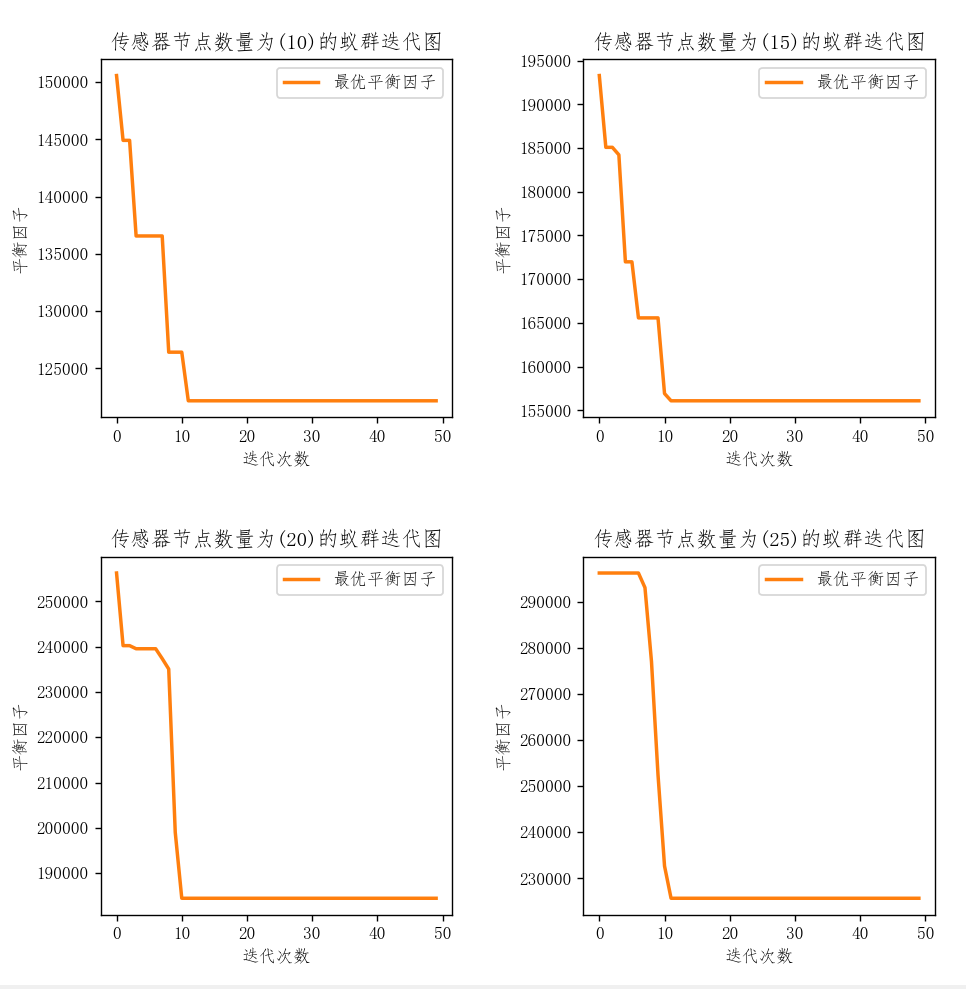 传感器节点数量为(10)的蚁群迭代图
最优平衡因子
150000
145000
140000
135000
130000
125000
平衡因子
0 10 20 30 40 50
迭代次数
传感器节点数量为(15)的蚁群迭代图
最优平衡因子
195000
190000
185000
180000
175000
170000
165000
160000
155000
平衡因子
0 10 20 30 40 50
迭代次数
传感器节点数量为(20)的蚁群迭代图
最优平衡因子
250000
240000
230000
220000
210000
200000
190000
平衡因子
0 10 20 30 40 50
迭代次数
传感器节点数量为(25)的蚁群迭代图
最优平衡因子
290000
280000
270000
260000
250000
240000
230000
平衡因子
0 10 20 30 40 50
迭代次数